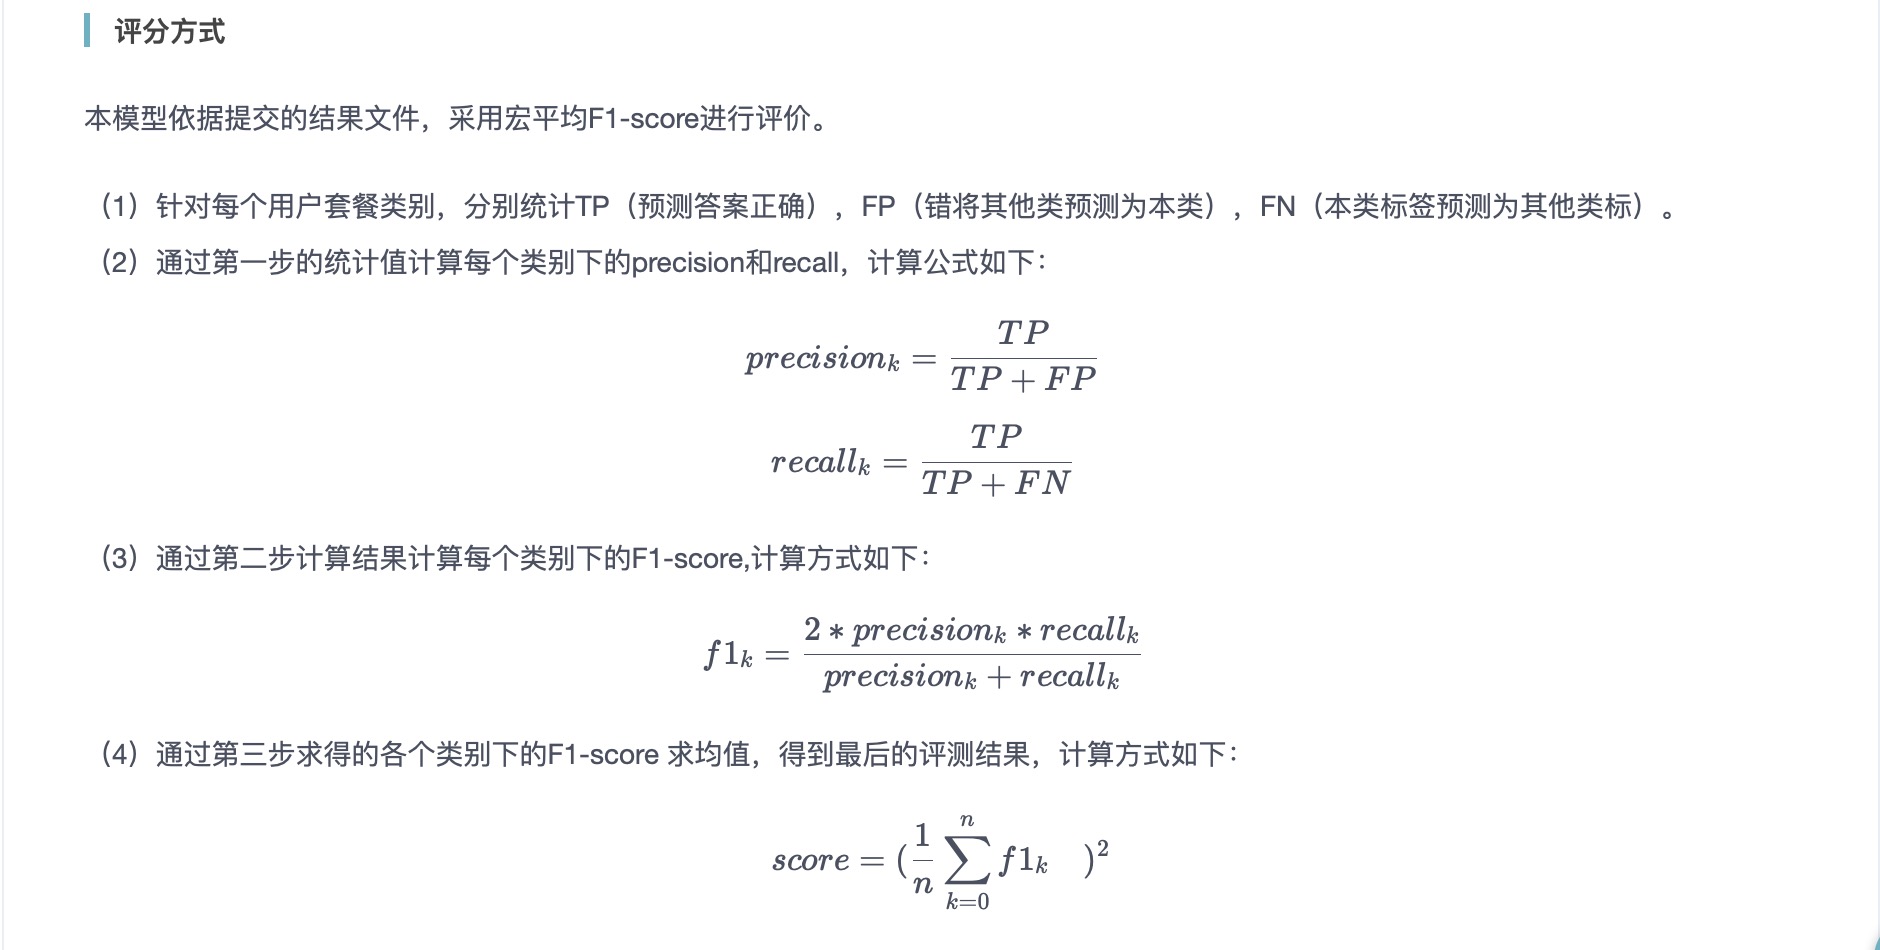 评分方式
本模型依据提交的结果文件，采用宏平均F1-score进行评价。
（1）针对每个用户套餐类别，分别统计TP（预测答案正确），FP（错将其他类预测为本类），FN（本类标签预测为其他类标）。
（2）通过第一步的统计值计算每个类别下的precision和recall，计算公式如下：
precision_k = \frac{TP}{TP + FP}
recall_k = \frac{TP}{TP + FN}
（3）通过第二步计算结果计算每个类别下的F1-score,计算方式如下：
f1_k = \frac{2 * precision_k * recall_k}{precision_k + recall_k}
（4）通过第三步求得的各个类别下的F1-score 求均值，得到最后的评测结果，计算方式如下：
score = (\frac{1}{n} \sum_{k=0}^{n} f1_k )^2